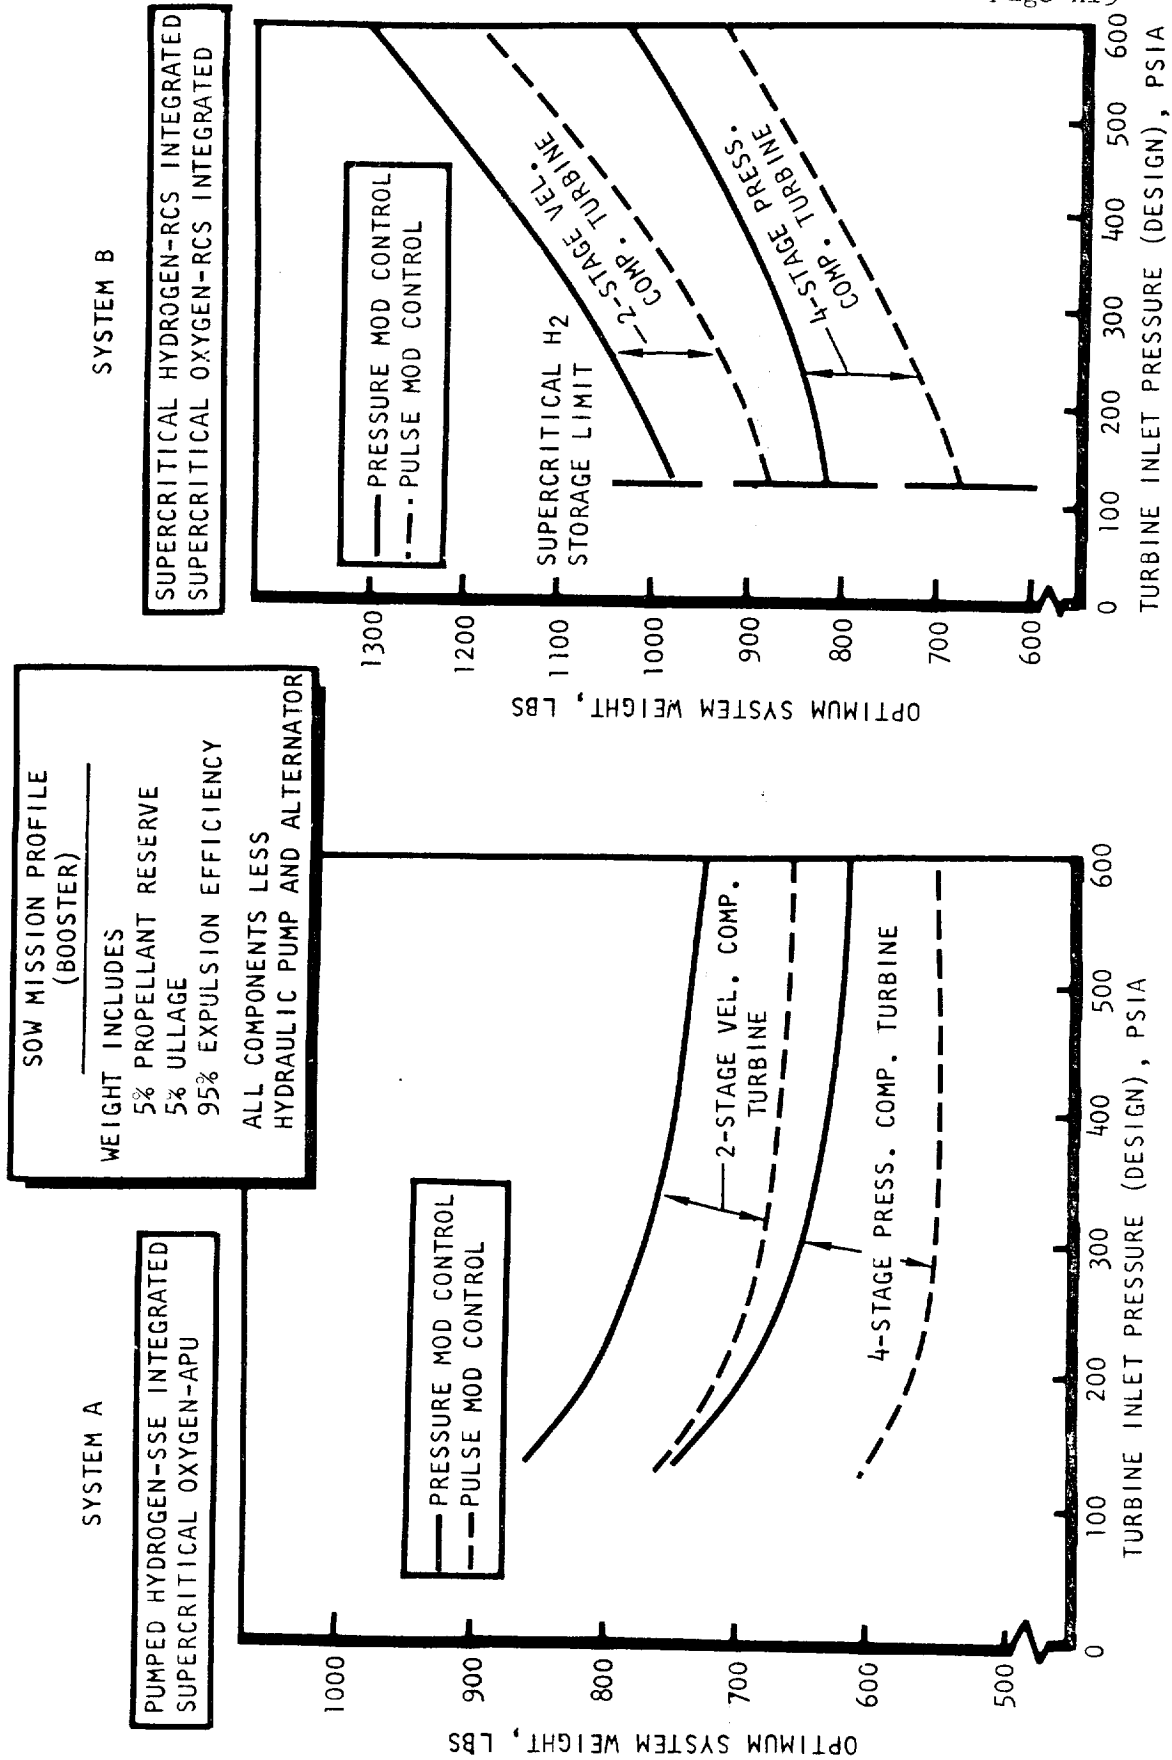 Page
SOW MISSION PROFILE
(BOOSTER)
WEIGHT INCLUDES
5% PROPELLANT RESERVE
5% ULLAGE
95% EXPULSION EFFICIENCY
ALL COMPONENTS LESS
HYDRAULIC PUMP AND ALTERNATOR
SYSTEM A
PUMPED HYDROGEN-SSE INTEGRATED
SUPERCRITICAL OXYGEN-APU
PRESSURE MOD CONTROL
PULSE MOD CONTROL
2-STAGE VEL. COMP.
TURBINE
4-STAGE PRESS. COMP. TURBINE
OPTIMUM SYSTEM WEIGHT, LBS
1000
900
800
700
600
500
0
100
200
300
400
500
600
TURBINE INLET PRESSURE (DESIGN), PSIA
SYSTEM B
SUPERCRITICAL HYDROGEN-RCS INTEGRATED
SUPERCRITICAL OXYGEN-RCS INTEGRATED
PRESSURE MOD CONTROL
PULSE MOD CONTROL
SUPERCRITICAL H2
STORAGE LIMIT
2-STAGE VEL.
COMP. TURBINE
4-STAGE PRESS.
COMP. TURBINE
OPTIMUM SYSTEM WEIGHT, LBS
1300
1200
1100
1000
900
800
700
600
0
100
200
300
400
500
600
TURBINE INLET PRESSURE (DESIGN), PSIA